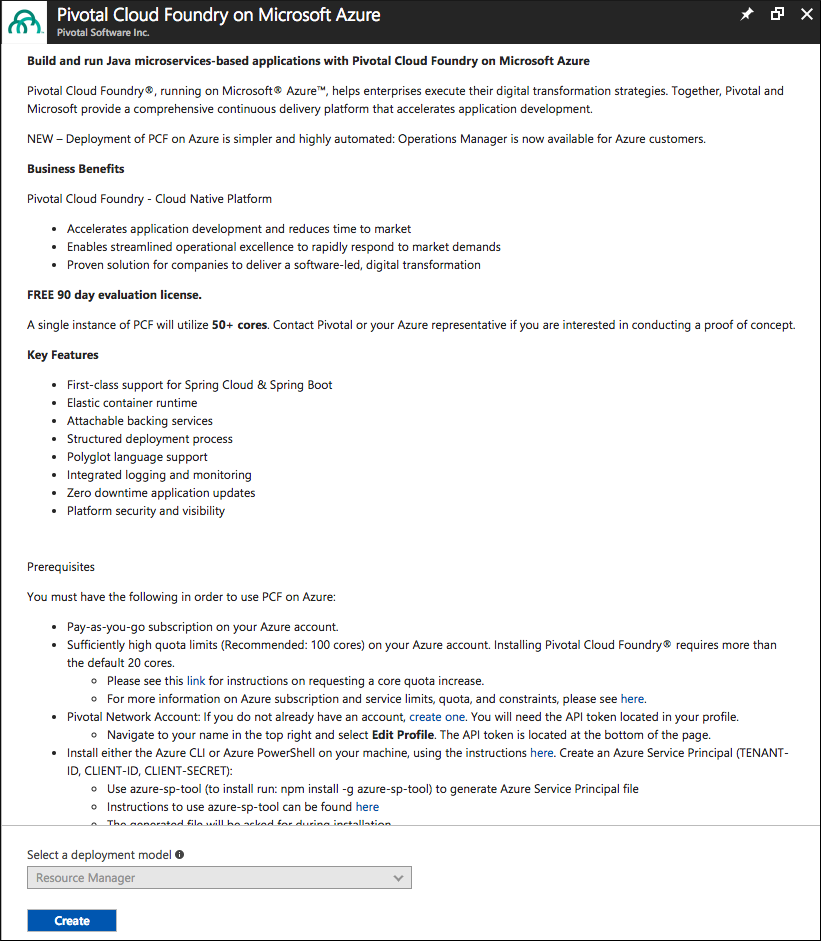 Pivotal Cloud Foundry on Microsoft Azure
Pivotal Software Inc.
Build and run Java microservices-based applications with Pivotal Cloud Foundry on Microsoft Azure
Pivotal Cloud Foundry®, running on Microsoft® Azure™, helps enterprises execute their digital transformation strategies. Together, Pivotal and
Microsoft provide a comprehensive continuous delivery platform that accelerates application development.
NEW – Deployment of PCF on Azure is simpler and highly automated: Operations Manager is now available for Azure customers.
Business Benefits
Pivotal Cloud Foundry - Cloud Native Platform
• Accelerates application development and reduces time to market
• Enables streamlined operational excellence to rapidly respond to market demands
• Proven solution for companies to deliver a software-led, digital transformation
FREE 90 day evaluation license.
A single instance of PCF will utilize 50+ cores. Contact Pivotal or your Azure representative if you are interested in conducting a proof of concept.
Key Features
• First-class support for Spring Cloud & Spring Boot
• Elastic container runtime
• Attachable backing services
• Structured deployment process
• Polyglot language support
• Integrated logging and monitoring
• Zero downtime application updates
• Platform security and visibility
Prerequisites
You must have the following in order to use PCF on Azure:
• Pay-as-you-go subscription on your Azure account.
• Sufficiently high quota limits (Recommended: 100 cores) on your Azure account. Installing Pivotal Cloud Foundry® requires more than
the default 20 cores.
◦ Please see this link for instructions on requesting a core quota increase.
◦ For more information on Azure subscription and service limits, quota, and constraints, please see here.
• Pivotal Network Account: If you do not already have an account, create one. You will need the API token located in your profile.
◦ Navigate to your name in the top right and select Edit Profile. The API token is located at the bottom of the page.
• Install either the Azure CLI or Azure PowerShell on your machine, using the instructions here. Create an Azure Service Principal (TENANT-
ID, CLIENT-ID, CLIENT-SECRET):
◦ Use azure-sp-tool (to install run: npm install -g azure-sp-tool) to generate Azure Service Principal file
◦ Instructions to use azure-sp-tool can be found here
◦ The generated file will be asked for during installation
Select a deployment model
Resource Manager
Create